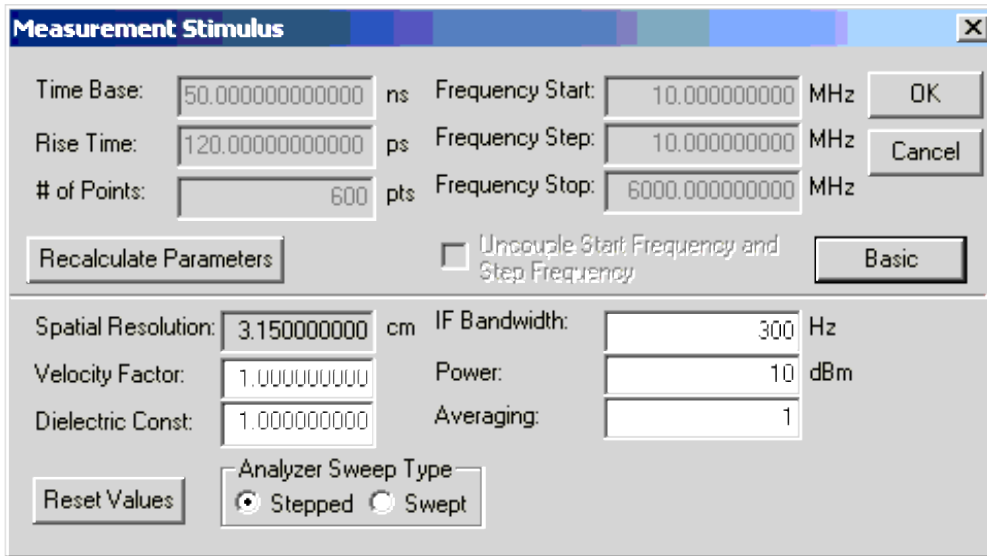 Measurement Stimulus
Time Base: 50.000000000000 ns Frequency Start: 10.000000000 MHz OK
Rise Time: 120.00000000000 ps Frequency Step: 10.000000000 MHz Cancel
# of Points: 600 pts Frequency Stop: 6000.000000000 MHz
Recalculate Parameters Uncouple Start Frequency and
Step Frequency Basic
Spatial Resolution: 3.150000000 cm IF Bandwidth: 300 Hz
Velocity Factor: 1.000000000 Power: 10 dBm
Dielectric Const: 1.000000000 Averaging: 1
Analyzer Sweep Type
Reset Values Stepped Swept